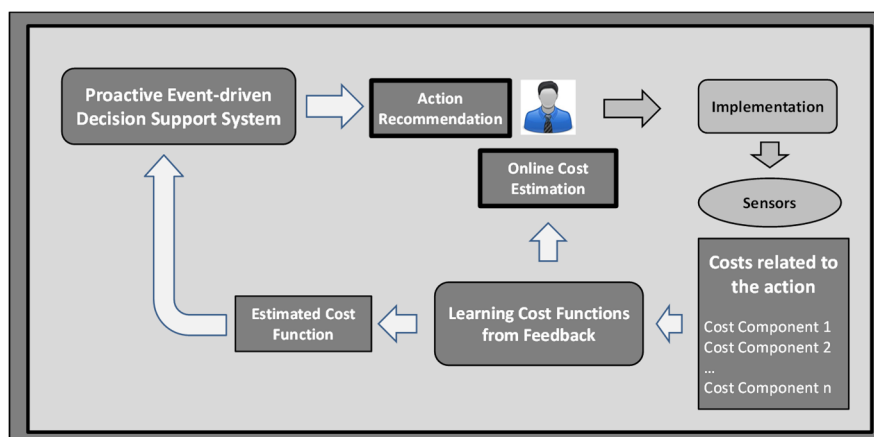 Proactive Event-driven
Decision Support System
Action
Recommendation
Implementation
Online Cost
Estimation
Sensors
Costs related to
the action
Cost Component 1
Cost Component 2
...
Cost Component n
Learning Cost Functions
from Feedback
Estimated Cost
Function